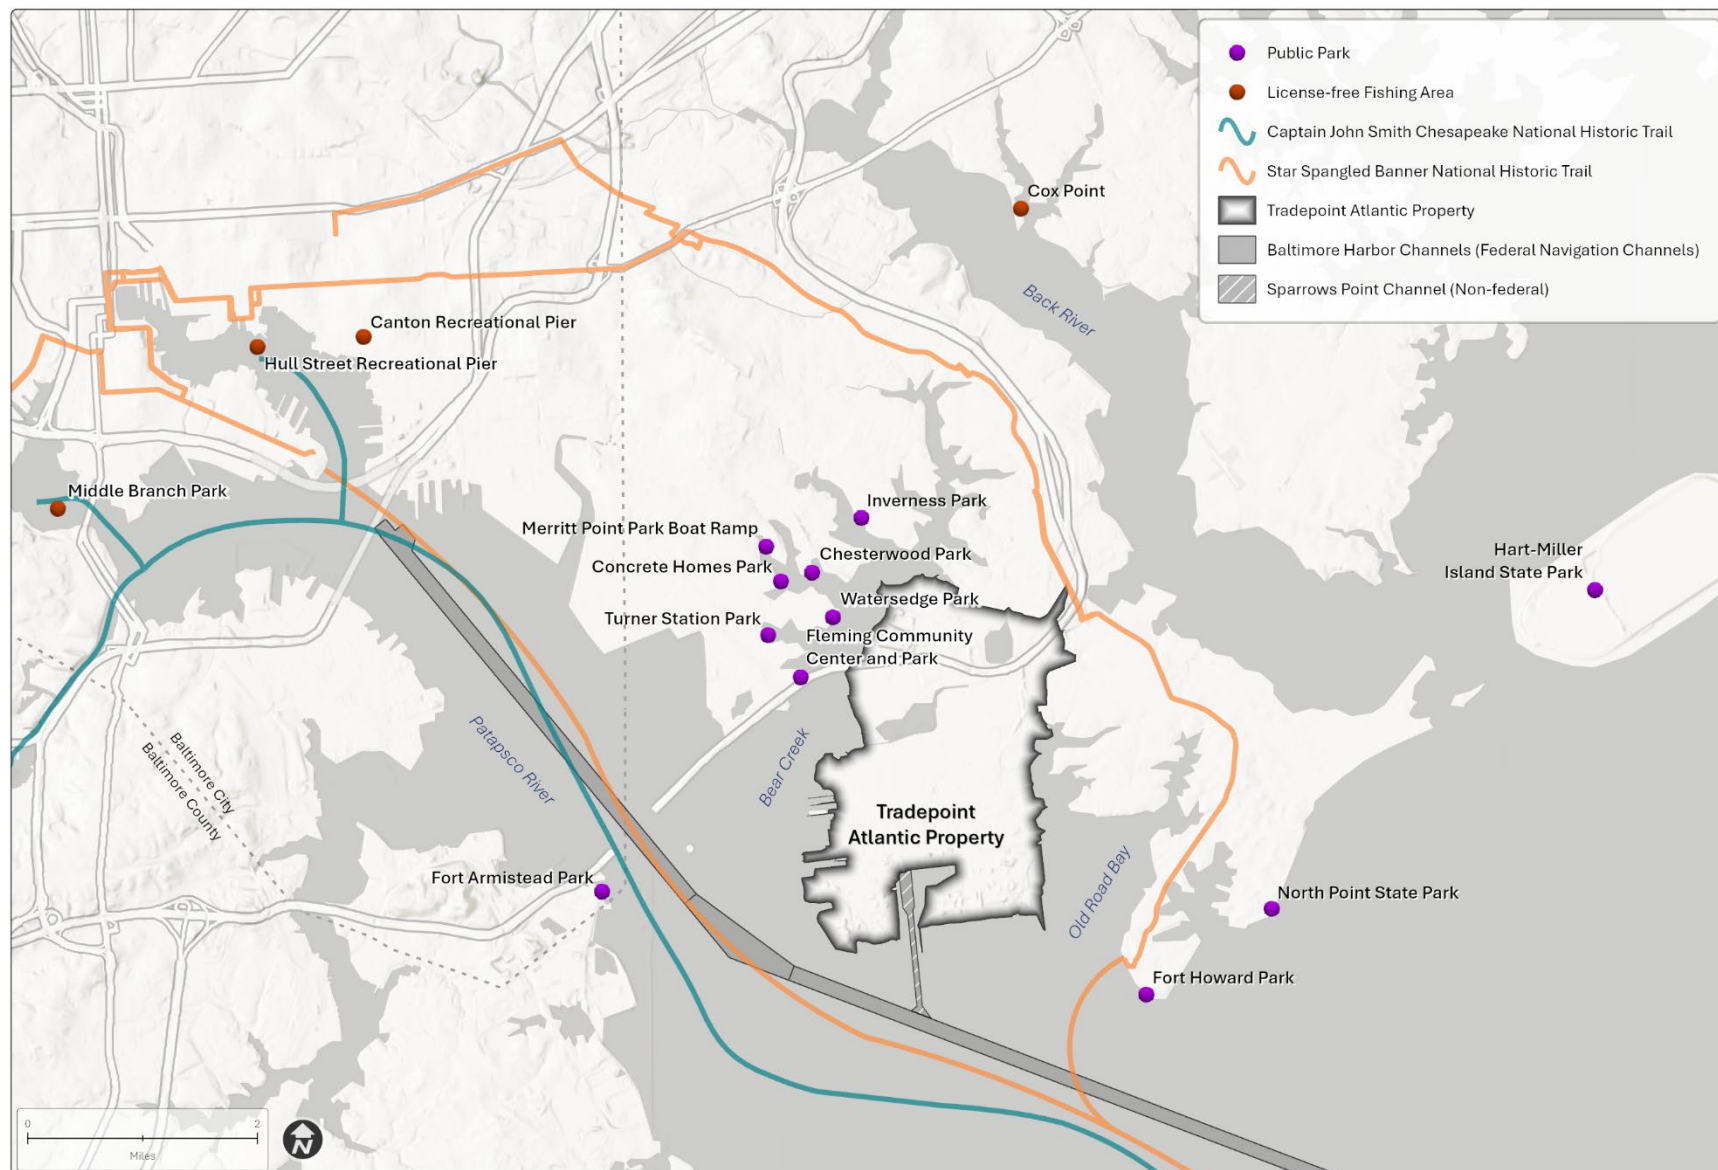 Public Park
License-free Fishing Area
Captain John Smith Chesapeake National Historic Trail
Star Spangled Banner National Historic Trail
Tradepoint Atlantic Property
Baltimore Harbor Channels (Federal Navigation Channels)
Sparrows Point Channel (Non-federal)
Cox Point
Back River
Canton Recreational Pier
Hull Street Recreational Pier
Middle Branch Park
Inverness Park
Merritt Point Park Boat Ramp
Chesterwood Park
Concrete Homes Park
Hart-Miller
Island State Park
Watersedge Park
Turner Station Park
Fleming Community
Center and Park
Patapsco River
Bear Creek
Baltimore City
Baltimore County
Tradepoint
Atlantic Property
Old Road Bay
Fort Armistead Park
North Point State Park
Fort Howard Park
0
2
Miles
N